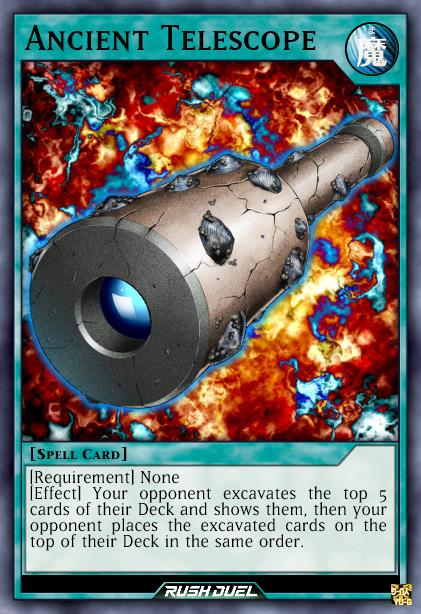 ANCIENT TELESCOPE
ま
魔
[SPELL CARD]
[Requirement] None
[Effect] Your opponent excavates the top 5
cards of their Deck and shows them, then your
opponent places the excavated cards on the
top of their Deck in the same order.
RUSH DUEL